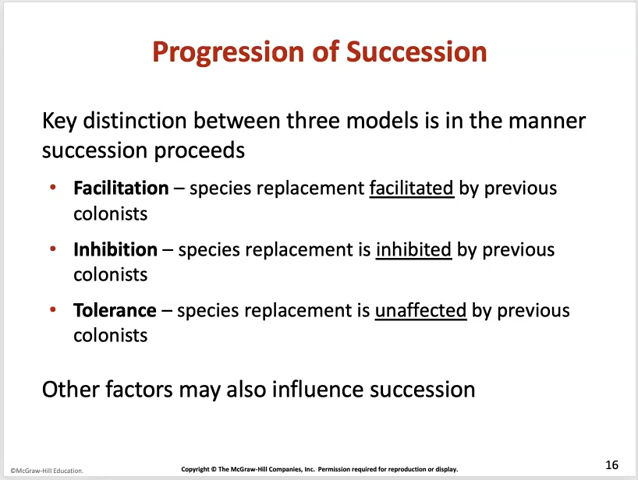 Progression of Succession
Key distinction between three models is in the manner
succession proceeds
• Facilitation – species replacement facilitated by previous
colonists
• Inhibition – species replacement is inhibited by previous
colonists
• Tolerance – species replacement is unaffected by previous
colonists
Other factors may also influence succession
©McGraw-Hill Education.
Copyright © The McGraw-Hill Companies, Inc. Permission required for reproduction or display.
16